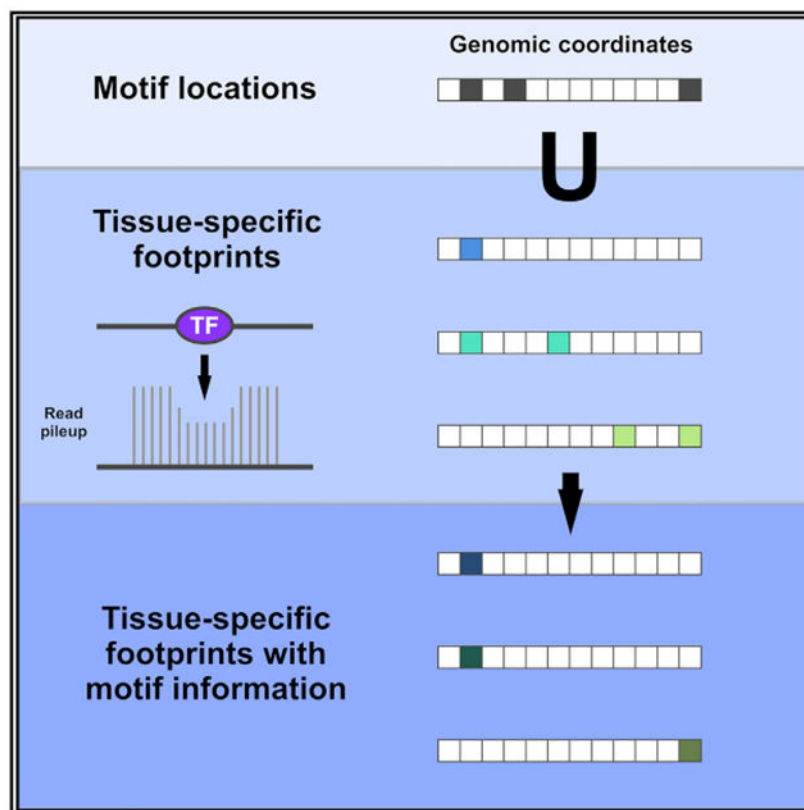 Genomic coordinates
Motif locations
U
Tissue-specific
footprints
TF
Read
pileup
Tissue-specific
footprints with
motif information